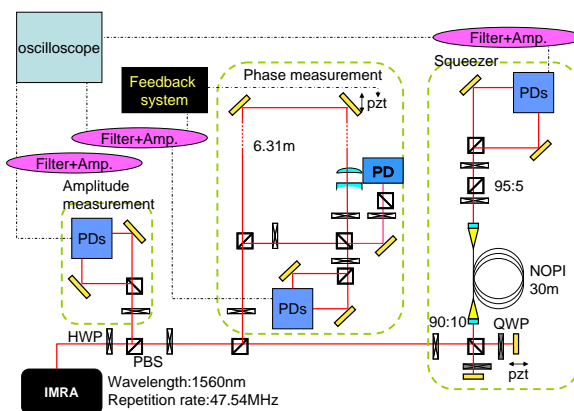 oscilloscope
Filter+Amp.
Squeezer
Feedback
system
Phase measurement
pzt
PDs
Filter+Amp.
6.31m
Filter+Amp.
PD
95:5
Amplitude
measurement
PDs
NOPI
30m
PDs
90:10
QWP
HWP
PBS
pzt
IMRA
Wavelength:1560nm
Repetition rate:47.54MHz